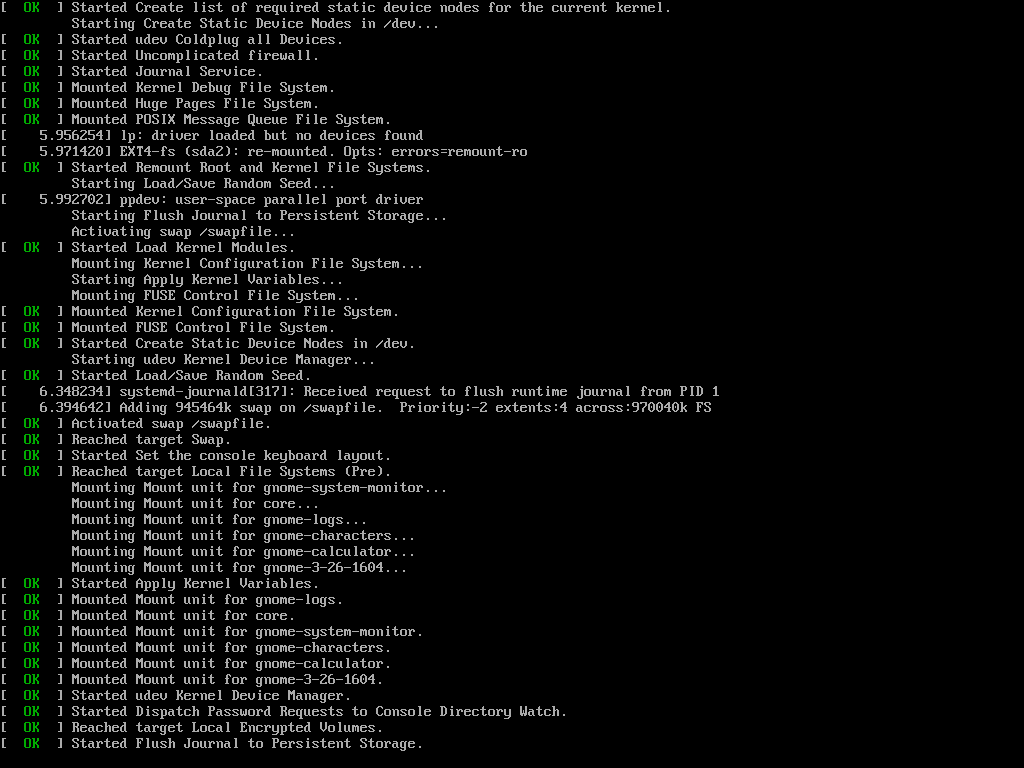 [  OK  ] Started Create list of required static device nodes for the current kernel.
         Starting Create Static Device Nodes in /dev...
[  OK  ] Started udev Coldplug all Devices.
[  OK  ] Started Uncomplicated firewall.
[  OK  ] Started Journal Service.
[  OK  ] Mounted Kernel Debug File System.
[  OK  ] Mounted Huge Pages File System.
[  OK  ] Mounted POSIX Message Queue File System.
[    5.956254] lp: driver loaded but no devices found
[    5.971420] EXT4-fs (sda2): re-mounted. Opts: errors=remount-ro
[  OK  ] Started Remount Root and Kernel File Systems.
         Starting Load/Save Random Seed...
[    5.992702] ppdev: user-space parallel port driver
         Starting Flush Journal to Persistent Storage...
         Activating swap /swapfile...
[  OK  ] Started Load Kernel Modules.
         Mounting Kernel Configuration File System...
         Starting Apply Kernel Variables...
         Mounting FUSE Control File System...
[  OK  ] Mounted Kernel Configuration File System.
[  OK  ] Mounted FUSE Control File System.
[  OK  ] Started Create Static Device Nodes in /dev.
         Starting udev Kernel Device Manager...
[  OK  ] Started Load/Save Random Seed.
[    6.348234] systemd-journald[317]: Received request to flush runtime journal from PID 1
[    6.394642] Adding 945464k swap on /swapfile.  Priority:-2 extents:4 across:970040k FS
[  OK  ] Activated swap /swapfile.
[  OK  ] Reached target Swap.
[  OK  ] Started Set the console keyboard layout.
[  OK  ] Reached target Local File Systems (Pre).
         Mounting Mount unit for gnome-system-monitor...
         Mounting Mount unit for core...
         Mounting Mount unit for gnome-logs...
         Mounting Mount unit for gnome-characters...
         Mounting Mount unit for gnome-calculator...
         Mounting Mount unit for gnome-3-26-1604...
[  OK  ] Started Apply Kernel Variables.
[  OK  ] Mounted Mount unit for gnome-logs.
[  OK  ] Mounted Mount unit for core.
[  OK  ] Mounted Mount unit for gnome-system-monitor.
[  OK  ] Mounted Mount unit for gnome-characters.
[  OK  ] Mounted Mount unit for gnome-calculator.
[  OK  ] Mounted Mount unit for gnome-3-26-1604.
[  OK  ] Started udev Kernel Device Manager.
[  OK  ] Started Dispatch Password Requests to Console Directory Watch.
[  OK  ] Reached target Local Encrypted Volumes.
[  OK  ] Started Flush Journal to Persistent Storage.